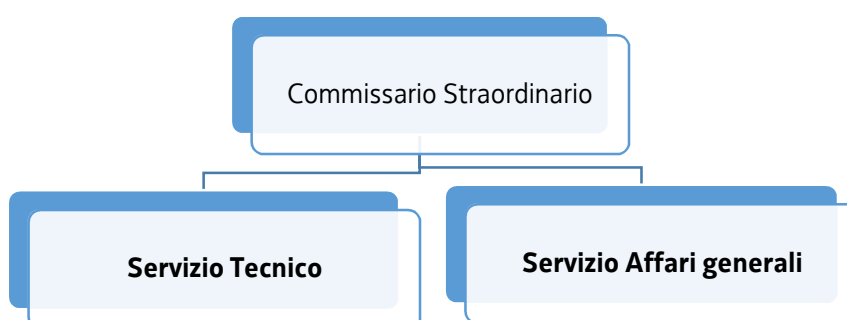 Commissario Straordinario
Servizio Tecnico
Servizio Affari generali